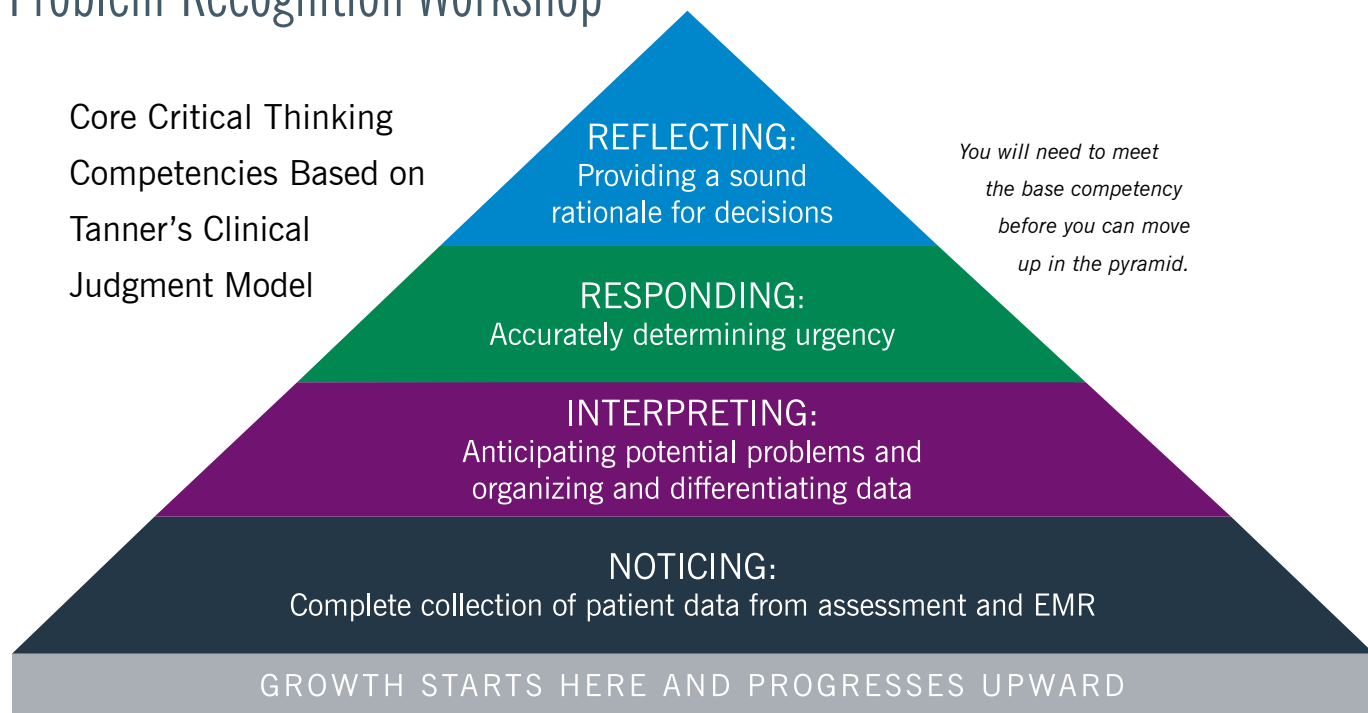 Problem Recognition Workshop
Core Critical Thinking
Competencies Based on
Tanner’s Clinical
Judgment Model
REFLECTING:
Providing a sound
rationale for decisions
You will need to meet
the base competency
before you can move
up in the pyramid.
RESPONDING:
Accurately determining urgency
INTERPRETING:
Anticipating potential problems and
organizing and differentiating data
NOTICING:
Complete collection of patient data from assessment and EMR
GROWTH STARTS HERE AND PROGRESSES UPWARD